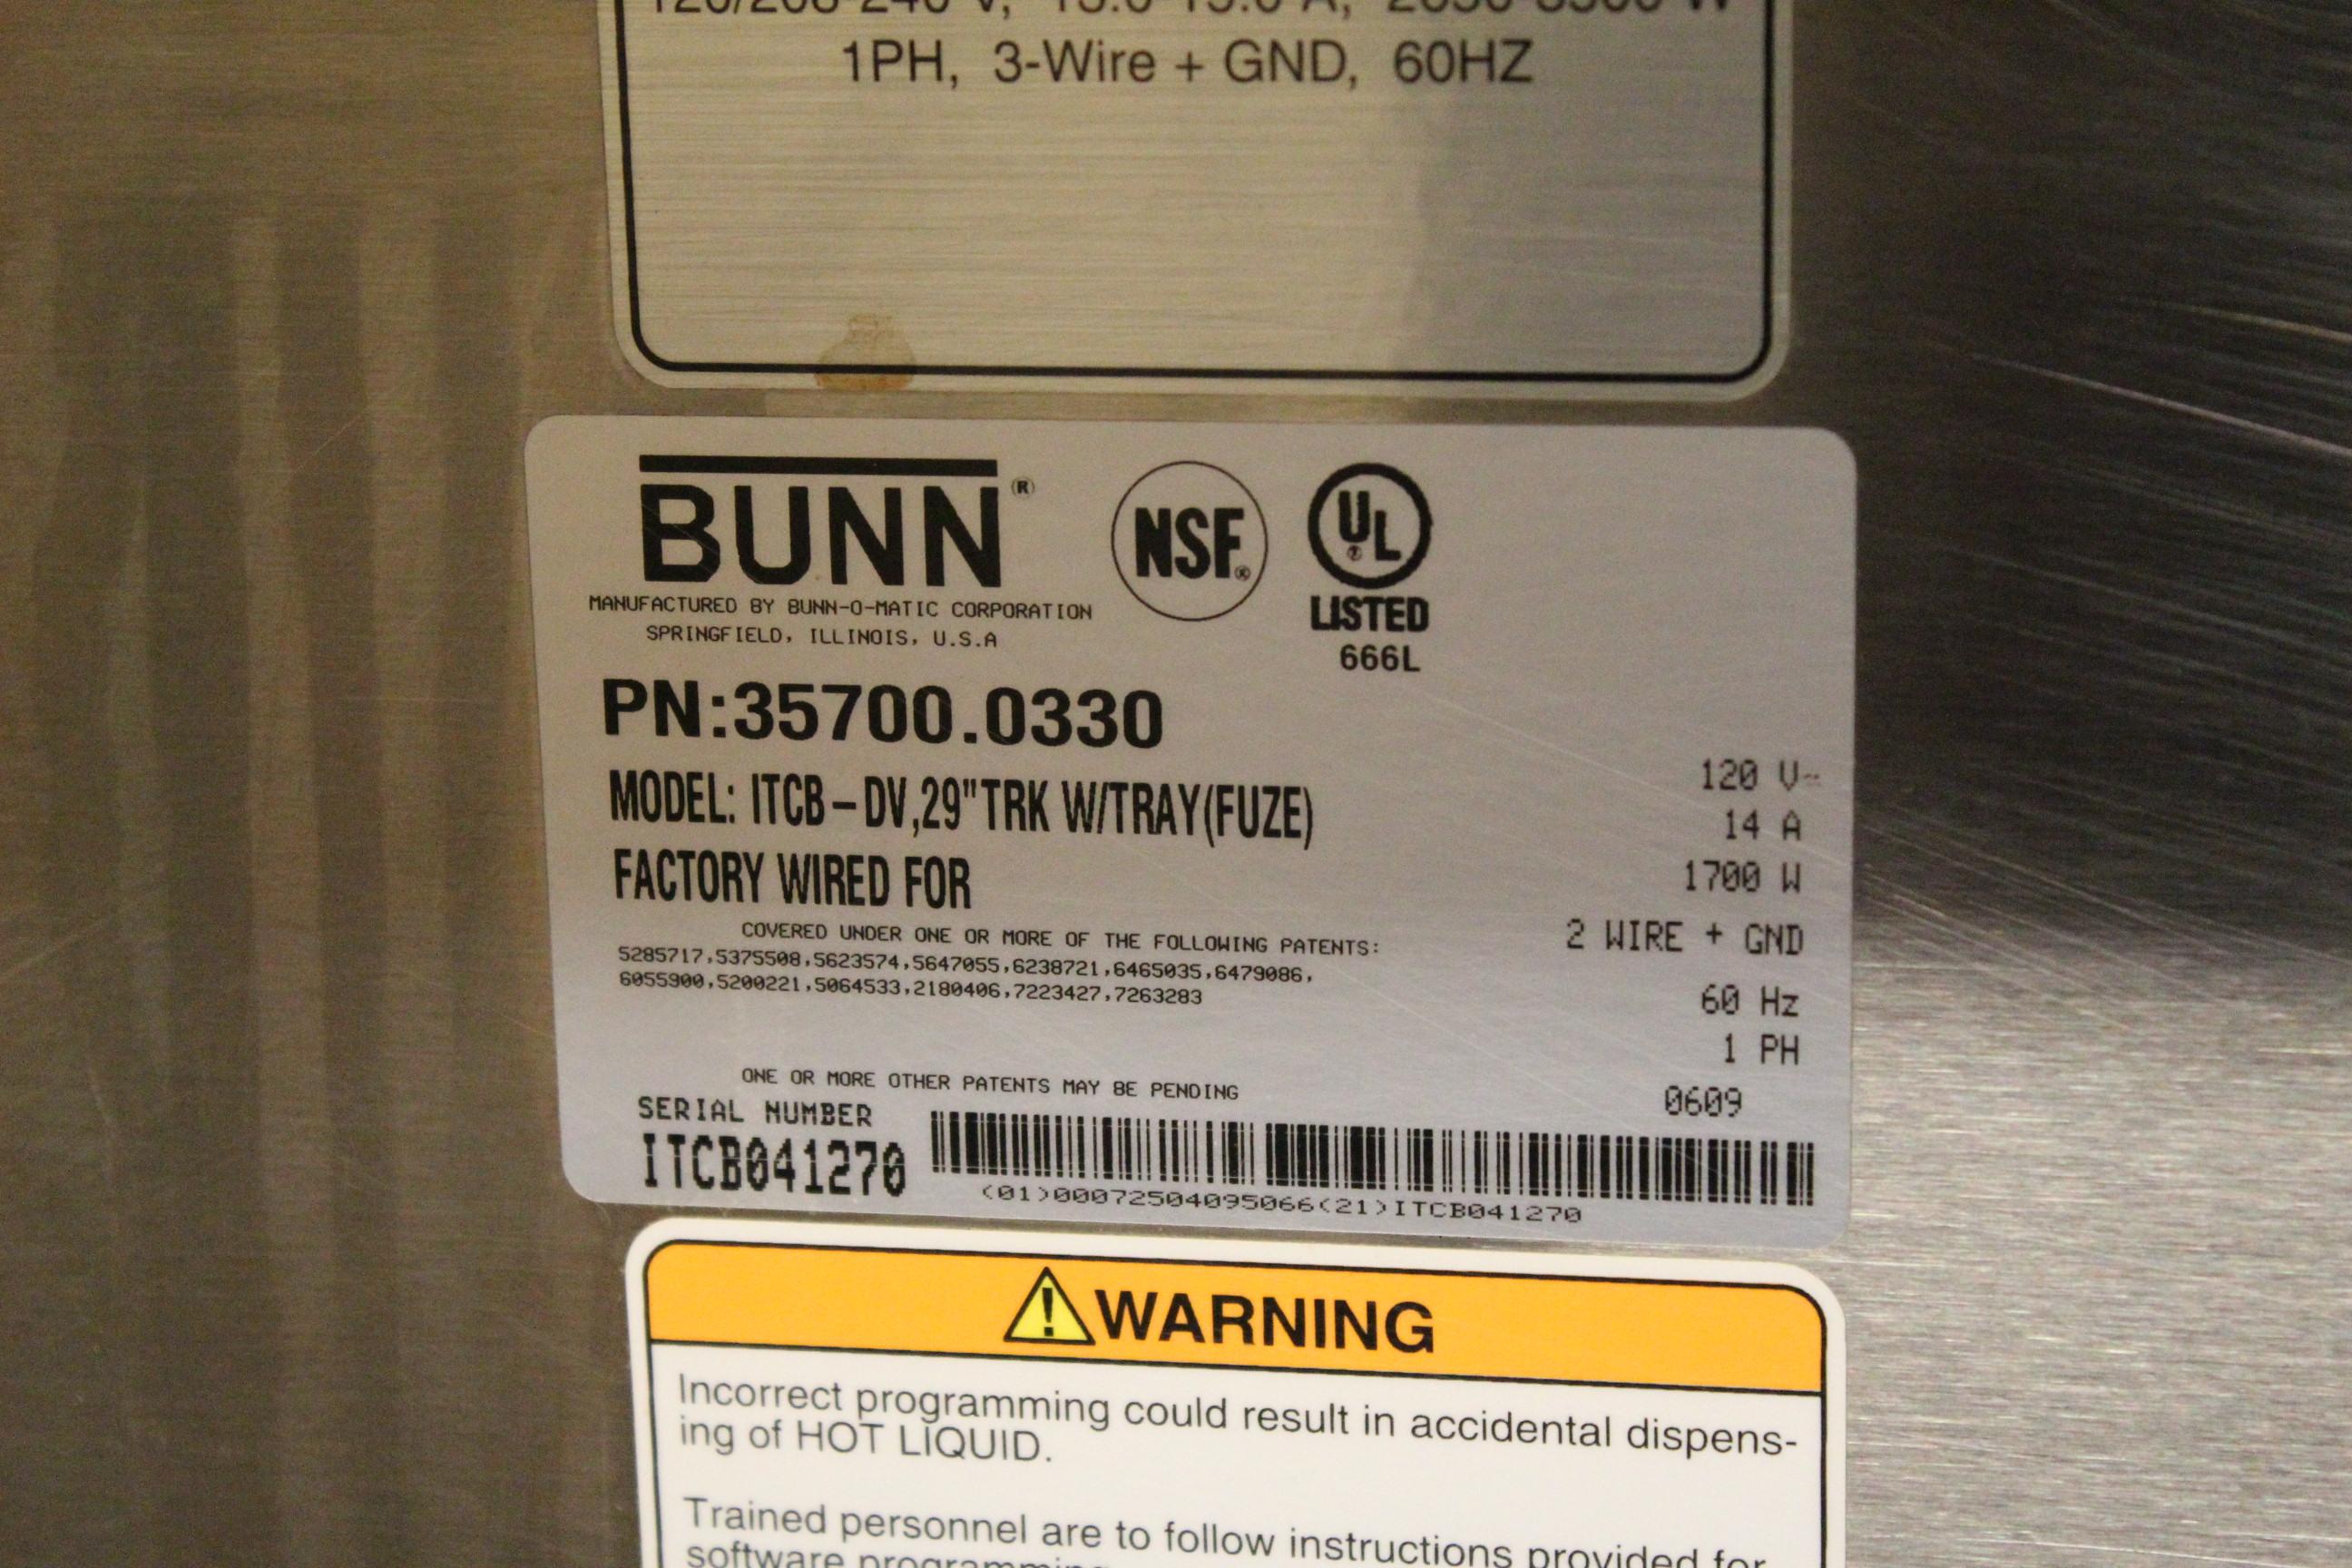 1PH, 3-Wire + GND, 60HZ
BUNN®
MANUFACTURED BY BUNN-O-MATIC CORPORATION
SPRINGFIELD, ILLINOIS, U.S.A
NSF®
UL
LISTED
666L
PN:35700.0330
MODEL: ITCB-DV,29"TRK W/TRAY(FUZE)
FACTORY WIRED FOR
120 V~
14 A
1700 W
2 WIRE + GND
60 Hz
1 PH
0609
COVERED UNDER ONE OR MORE OF THE FOLLOWING PATENTS:
5285717,5375508,5623574,5647055,6238721,6465035,6479086,
6055900,5200221,5064533,2180406,7223427,7263283
ONE OR MORE OTHER PATENTS MAY BE PENDING
SERIAL NUMBER
ITCB041270
(01)00072504095066(21)ITCB041270
WARNING
Incorrect programming could result in accidental dispens-
ing of HOT LIQUID.
Trained personnel are to follow instructions provided for
software programming